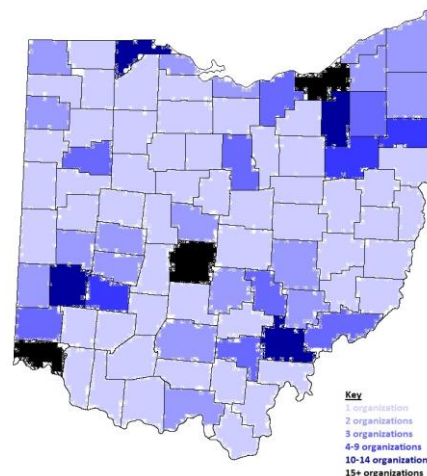 Key
1 organization
2 organizations
3 organizations
4-9 organizations
10-14 organizations
15+ organizations